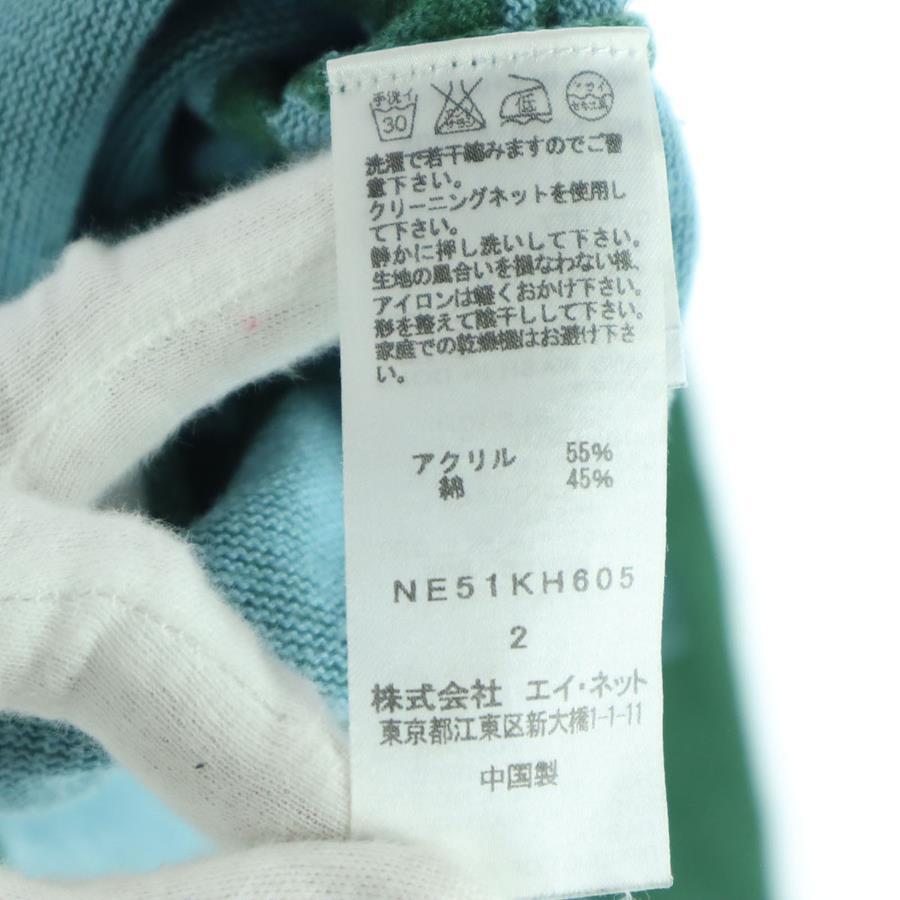 手洗イ
30
低
洗濯で若干縮みますのでご留
意下さい。
クリーニングネットを使用し
て下さい。
静かに押し洗いして下さい。
生地の風合いを損なわない様、
アイロンは軽くおかけ下さい。
形を整えて陰干しして下さい。
家庭での乾燥機はお避け下さ
い。
アクリル 55%
綿 45%
NE51KH605
2
株式会社 エイ・ネット
東京都江東区新大橋1-1-11
中国製